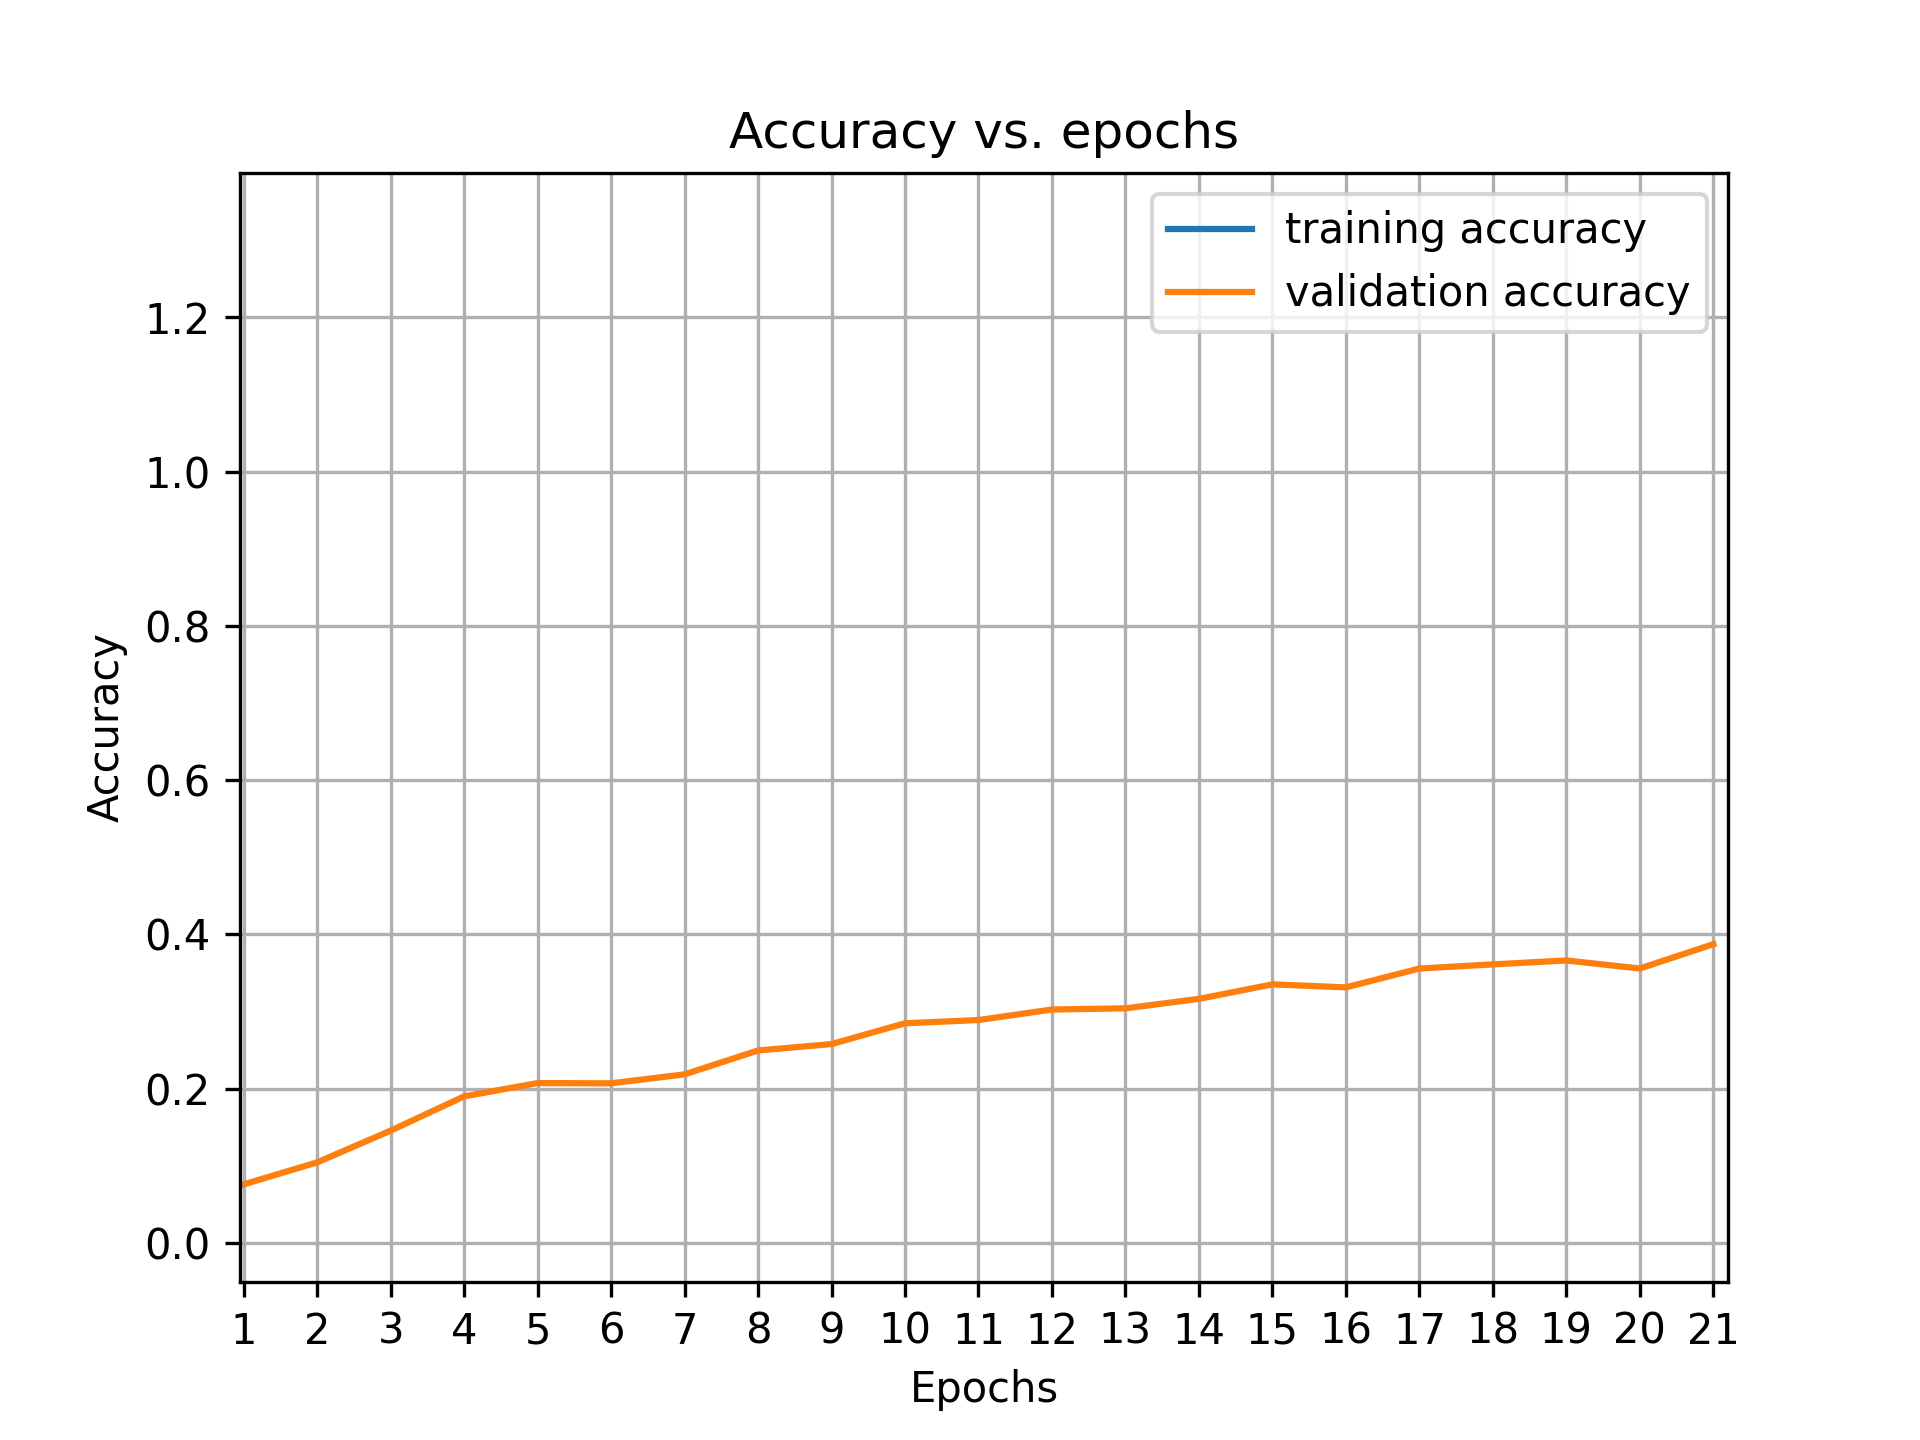 Accuracy vs. epochs
training accuracy
validation accuracy
1.2
1.0
0.8
0.6
0.4
0.2
0.0
Accuracy
1 2 3 4 5 6 7 8 9 10 11 12 13 14 15 16 17 18 19 20 21
Epochs